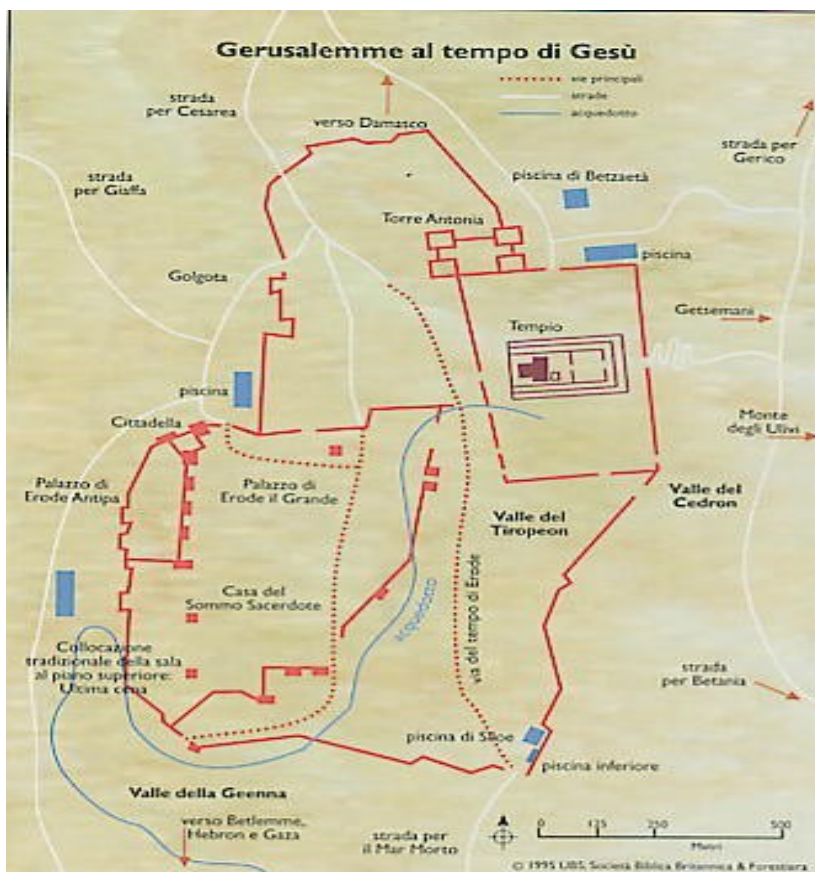 Gerusalemme al tempo di Gesù
vie principali
strade
acquedotto
strada
per Cesarea
verso Damasco
strada per
Gerico
strada
per Giaffa
piscina di Betzaetà
Torre Antonia
piscina
Golgota
Getsemani
Tempio
piscina
Cittadella
Monte
degli Ulivi
Palazzo di
Erode Antipa
Palazzo di
Erode il Grande
Valle del
Cedron
Valle del
Tiropeon
Casa del
Sommo Sacerdote
acquedotto
via del tempo di Erode
Collocazione
tradizionale della sala
al piano superiore:
Ultima cena
strada
per Betania
piscina di Siloe
piscina inferiore
Valle della Geenna
verso Betlemme,
Hebron e Gaza
strada per
il Mar Morto
0 125 250 500
Metri
© 1995 UBS, Società Biblica Britannica & Forestiera